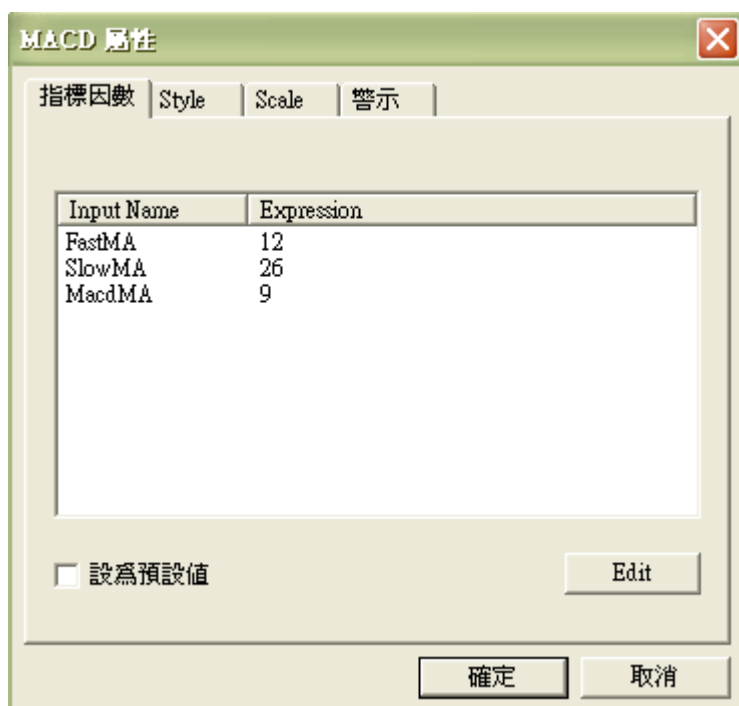 MACD 屬性
指標因數 Style Scale 警示
Input Name Expression
FastMA 12
SlowMA 26
MacdMA 9
設為預設值 Edit
確定 取消